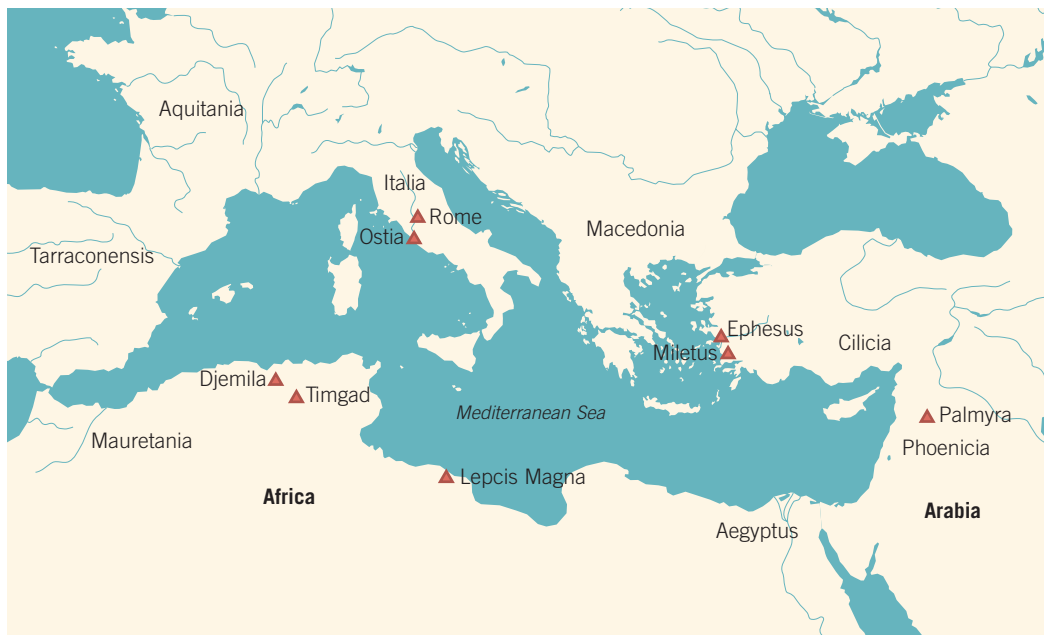 Aquitania
Italia
Rome
Ostia
Macedonia
Tarraconensis
Ephesus
Cilicia
Miletus
Djemila
Timgad
Mediterranean Sea
Palmyra
Mauretania
Phoenicia
Lepcis Magna
Africa
Arabia
Aegyptus